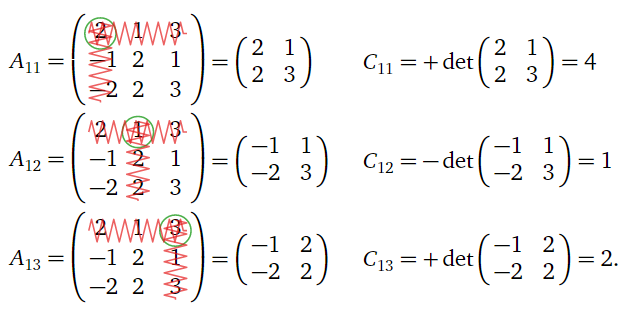 A₁₁ = ( 2 1 3 ; −1 2 1 ; −2 2 3 ) = ( 2 1 ; 2 3 ) C₁₁ = + det ( 2 1 ; 2 3 ) = 4
A₁₂ = ( 2 1 3 ; −1 2 1 ; −2 2 3 ) = ( −1 1 ; −2 3 ) C₁₂ = − det ( −1 1 ; −2 3 ) = 1
A₁₃ = ( 2 1 3 ; −1 2 1 ; −2 2 3 ) = ( −1 2 ; −2 2 ) C₁₃ = + det ( −1 2 ; −2 2 ) = 2.